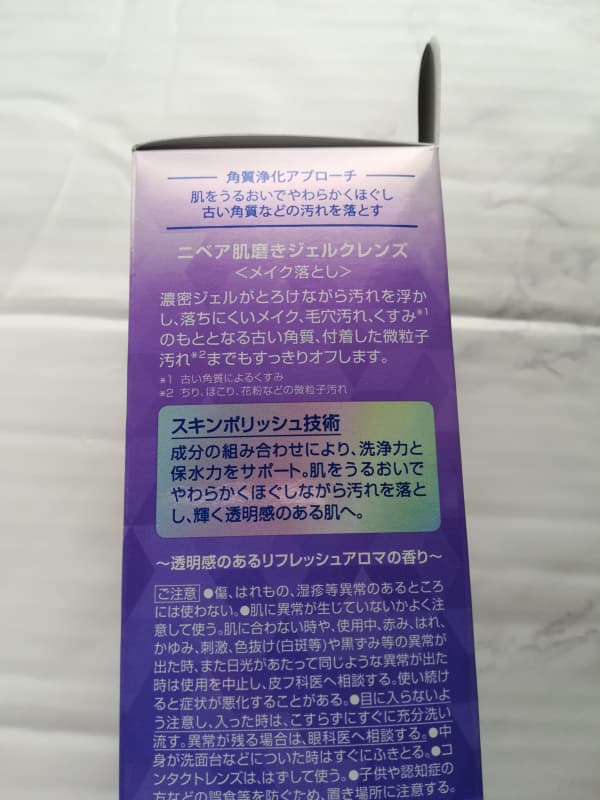 角質浄化アプローチ
肌をうるおいでやわらかくほぐし
古い角質などの汚れを落とす
ニベア肌磨きジェルクレンズ
＜メイク落とし＞
濃密ジェルがとろけながら汚れを浮か
し、落ちにくいメイク、毛穴汚れ、くすみ※1
のもととなる古い角質、付着した微粒子
汚れ※2までもすっきりオフします。
※1 古い角質によるくすみ
※2 ちり、ほこり、花粉などの微粒子汚れ
スキンポリッシュ技術
成分の組み合わせにより、洗浄力と
保水力をサポート。肌をうるおいで
やわらかくほぐしながら汚れを落と
し、輝く透明感のある肌へ。
～透明感のあるリフレッシュアロマの香り～
ご注意 ●傷、はれもの、湿疹等異常のあるところ
には使わない。●肌に異常が生じていないかよく注
意して使う。肌に合わない時や、使用中、赤み、はれ、
かゆみ、刺激、色抜け(白斑等)や黒ずみ等の異常が
出た時、また日光があたって同じような異常が出た
時は使用を中止し、皮フ科医へ相談する。使い続け
ると症状が悪化することがある。●目に入らないよ
う注意し、入った時は、こすらずにすぐに充分洗い
流す。異常が残る場合は、眼科医へ相談する。●中
身が洗面台などについた時はすぐにふきとる。●コ
ンタクトレンズは、はずして使う。●子供や認知症の
方などの誤食等を防ぐため、置き場所に注意する。